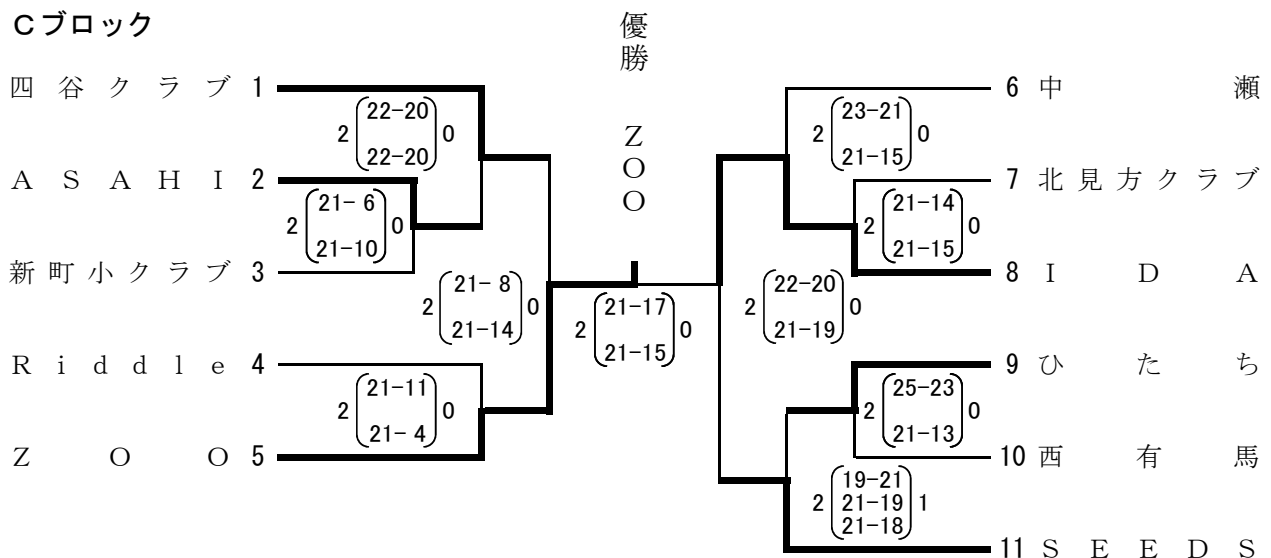 Cブロック
優勝 ZOO
四谷クラブ 1
2 22-20 0
22-20
ASAHI 2
2 21- 6 0
21-10
新町小クラブ 3
2 21- 8 0
21-14
Riddle 4
2 21-11 0
21- 4
ZOO 5
2 21-17 0
21-15
6 中瀬
2 23-21 0
21-15
7 北見方クラブ
2 21-14 0
21-15
8 IDA
2 22-20 0
21-19
9 ひたち
2 25-23 0
21-13
10 西有馬
19-21
2 21-19 1
21-18
11 SEEDS